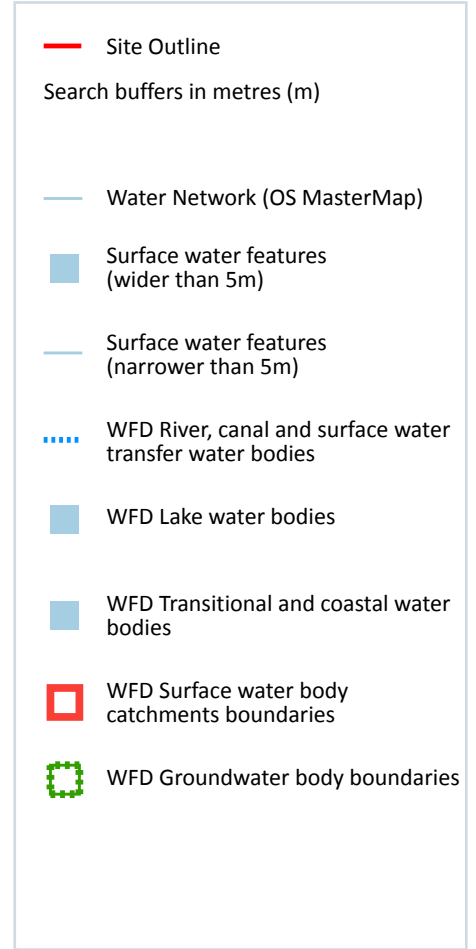 Site Outline
Search buffers in metres (m)
Water Network (OS MasterMap)
Surface water features
(wider than 5m)
Surface water features
(narrower than 5m)
WFD River, canal and surface water
transfer water bodies
WFD Lake water bodies
WFD Transitional and coastal water
bodies
WFD Surface water body
catchments boundaries
WFD Groundwater body boundaries